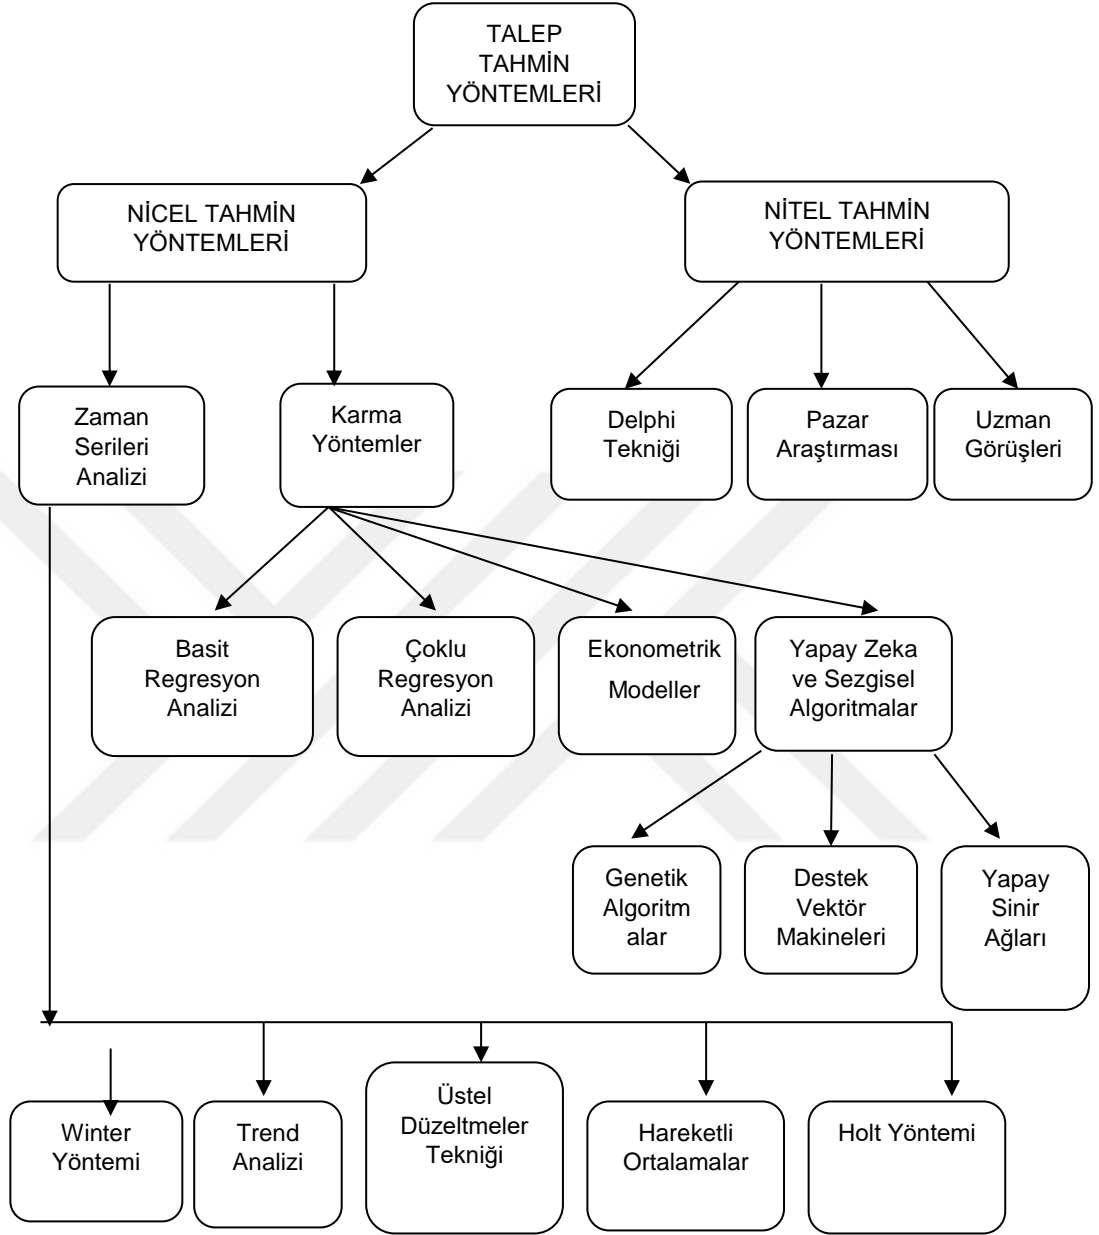 TALEP
TAHMİN
YÖNTEMLERİ
NİCEL TAHMİN
YÖNTEMLERİ
NİTEL TAHMİN
YÖNTEMLERİ
Zaman
Serileri
Analizi
Karma
Yöntemler
Delphi
Tekniği
Pazar
Araştırması
Uzman
Görüşleri
Basit
Regresyon
Analizi
Çoklu
Regresyon
Analizi
Ekonometrik
Modeller
Yapay Zeka
ve Sezgisel
Algoritmalar
Genetik
Algoritm
alar
Destek
Vektör
Makineleri
Yapay
Sinir
Ağları
Winter
Yöntemi
Trend
Analizi
Üstel
Düzeltmeler
Tekniği
Hareketli
Ortalamalar
Holt Yöntemi